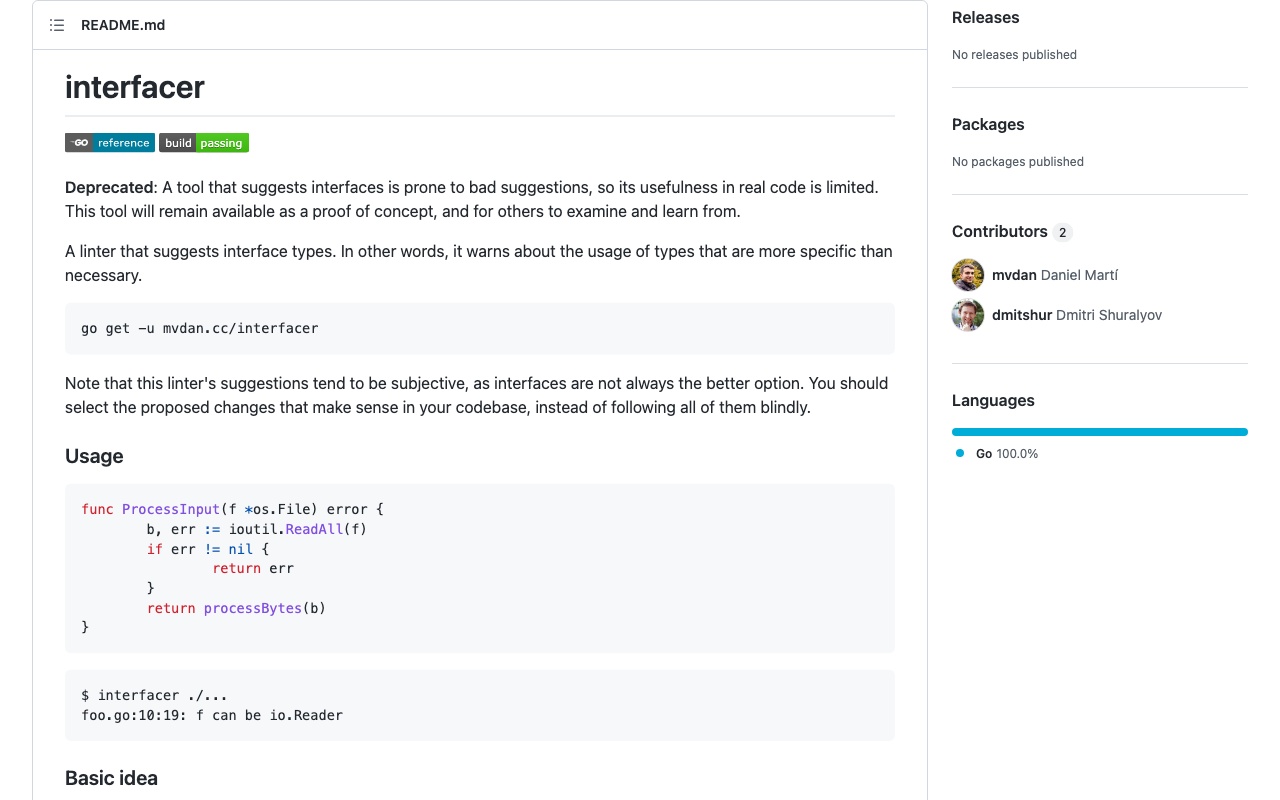 README.md
interfacer
GO reference build passing
Deprecated: A tool that suggests interfaces is prone to bad suggestions, so its usefulness in real code is limited.
This tool will remain available as a proof of concept, and for others to examine and learn from.
A linter that suggests interface types. In other words, it warns about the usage of types that are more specific than
necessary.
go get -u mvdan.cc/interfacer
Note that this linter's suggestions tend to be subjective, as interfaces are not always the better option. You should
select the proposed changes that make sense in your codebase, instead of following all of them blindly.
Usage
func ProcessInput(f *os.File) error {
        b, err := ioutil.ReadAll(f)
        if err != nil {
                return err
        }
        return processBytes(b)
}
$ interfacer ./...
foo.go:10:19: f can be io.Reader
Basic idea
Releases
No releases published
Packages
No packages published
Contributors 2
mvdan Daniel Martí
dmitshur Dmitri Shuralyov
Languages
Go 100.0%